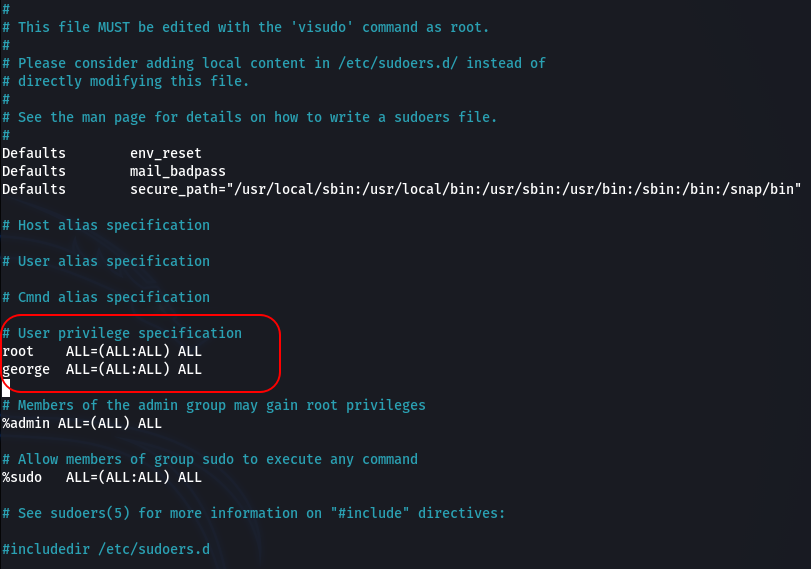 #
# This file MUST be edited with the 'visudo' command as root.
#
# Please consider adding local content in /etc/sudoers.d/ instead of
# directly modifying this file.
#
# See the man page for details on how to write a sudoers file.
#
Defaults        env_reset
Defaults        mail_badpass
Defaults        secure_path="/usr/local/sbin:/usr/local/bin:/usr/sbin:/usr/bin:/sbin:/bin:/snap/bin"
# Host alias specification
# User alias specification
# Cmnd alias specification
# User privilege specification
root    ALL=(ALL:ALL) ALL
george  ALL=(ALL:ALL) ALL
# Members of the admin group may gain root privileges
%admin ALL=(ALL) ALL
# Allow members of group sudo to execute any command
%sudo   ALL=(ALL:ALL) ALL
# See sudoers(5) for more information on "#include" directives:
#includedir /etc/sudoers.d